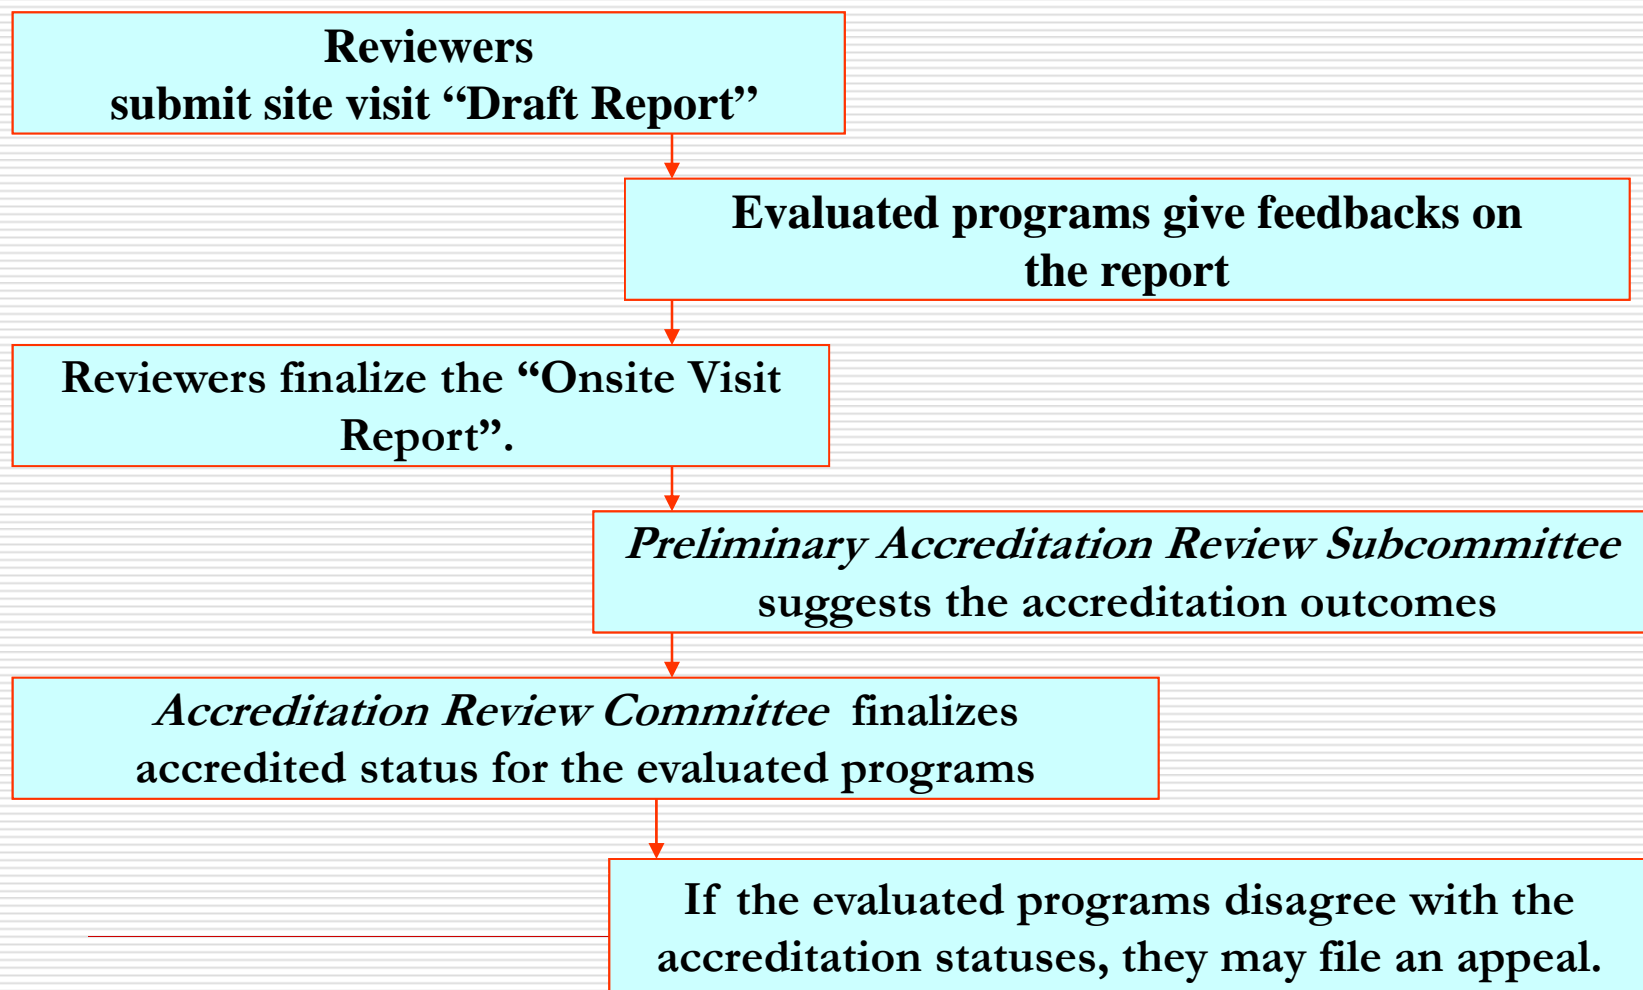 Reviewers
submit site visit “Draft Report”
Evaluated programs give feedbacks on
the report
Reviewers finalize the “Onsite Visit
Report”.
Preliminary Accreditation Review Subcommittee
suggests the accreditation outcomes
Accreditation Review Committee finalizes
accredited status for the evaluated programs
If the evaluated programs disagree with the
accreditation statuses, they may file an appeal.